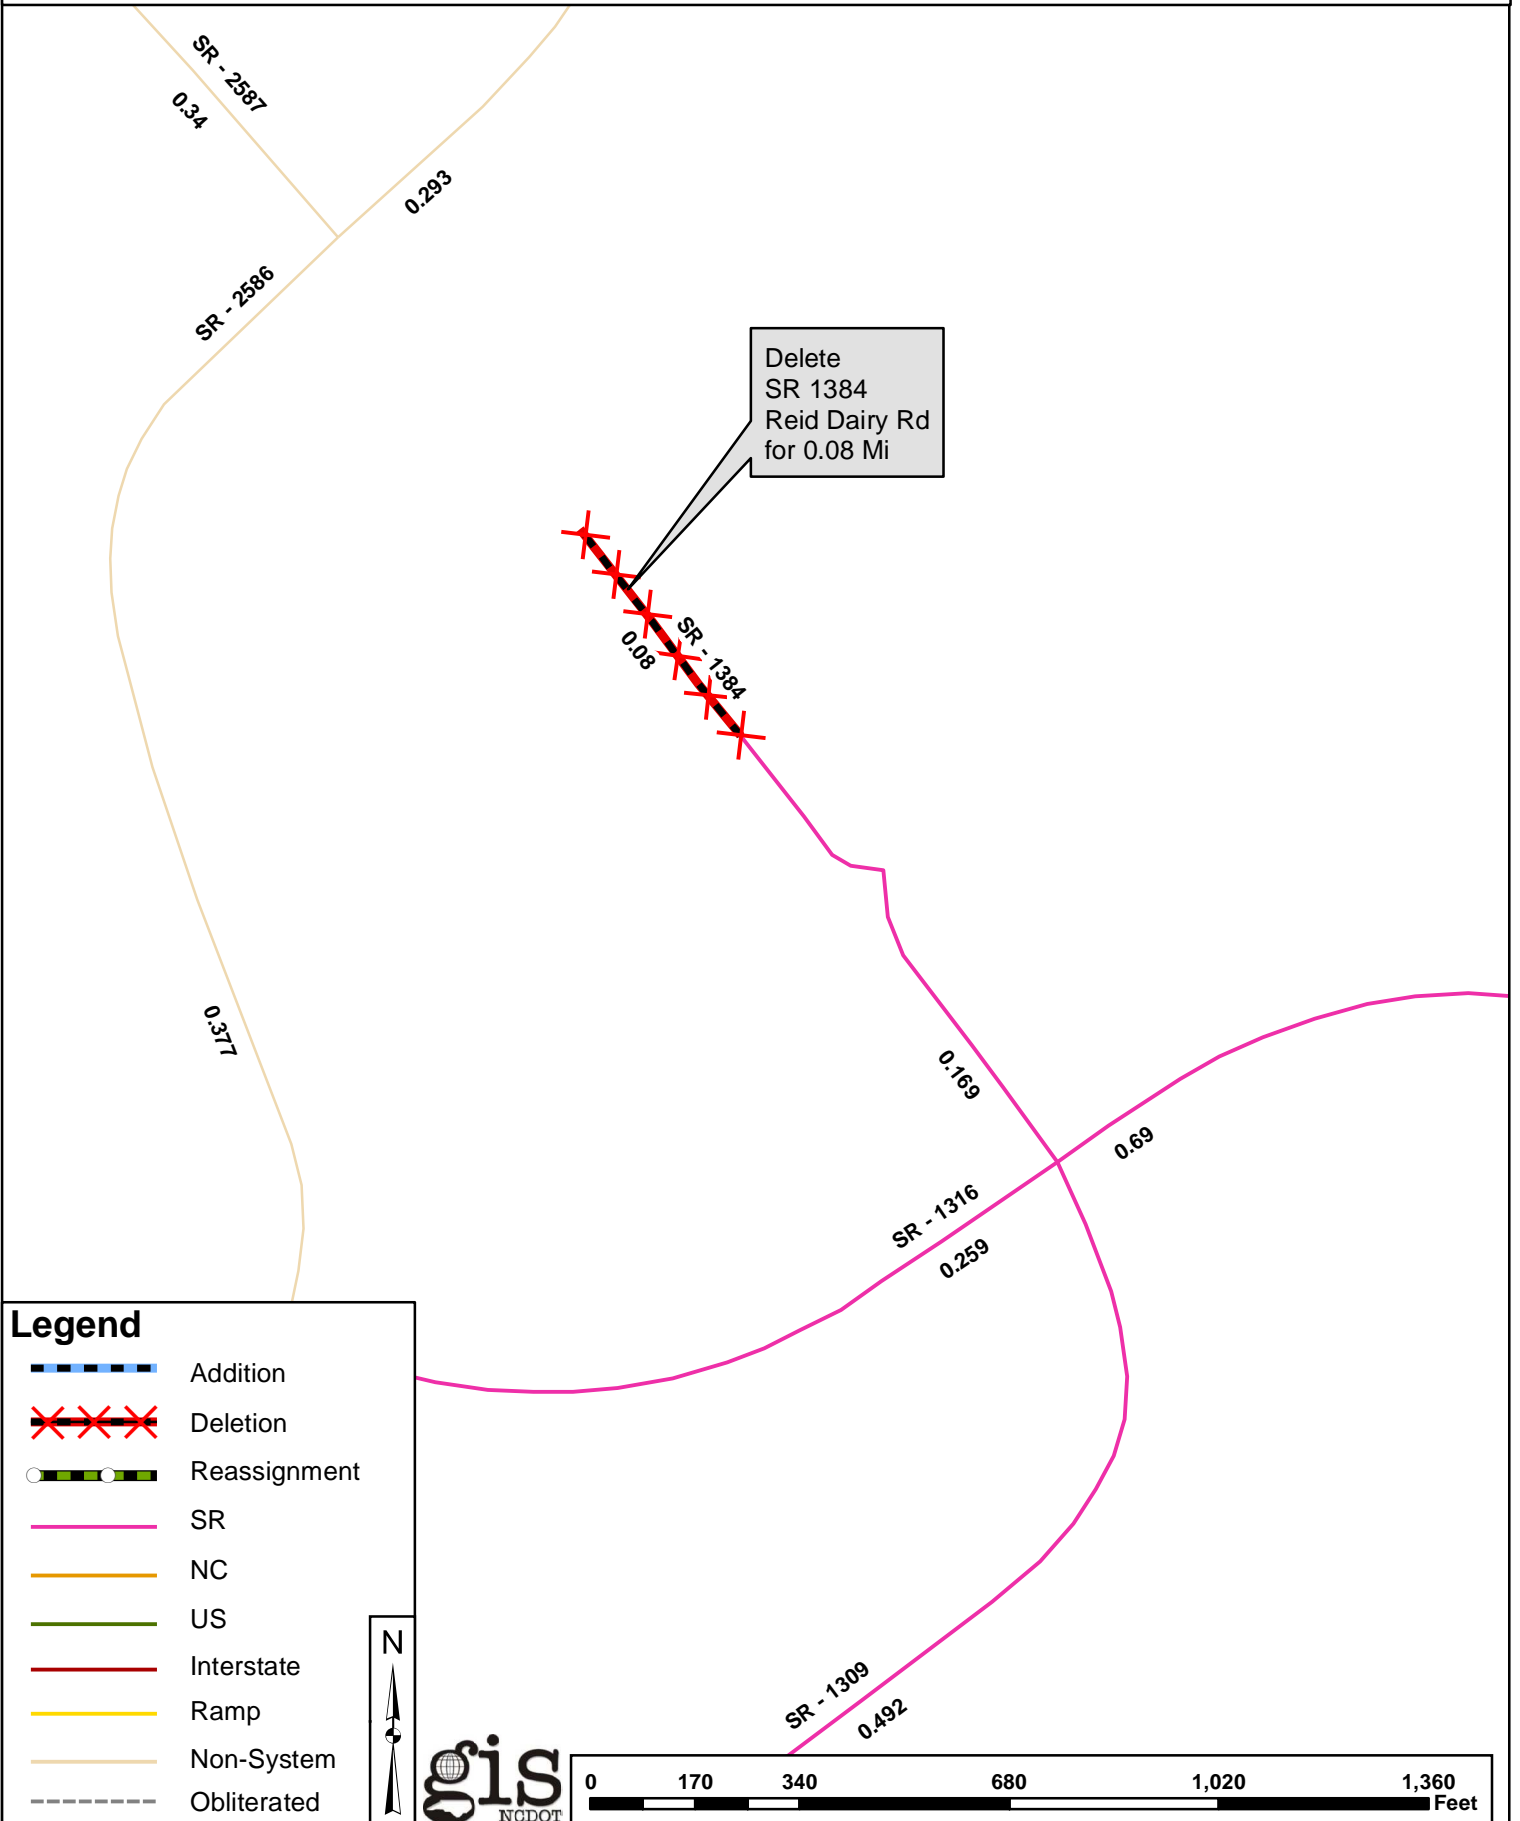 SR - 2587
0.34
0.293
SR - 2586
Delete
SR 1384
Reid Dairy Rd
for 0.08 Mi
SR - 1384
0.08
0.377
0.169
0.69
SR - 1316
0.259
SR - 1309
0.492
Legend
Addition
Deletion
Reassignment
SR
NC
US
Interstate
Ramp
Non-System
Obliterated
N
gis
NCDOT
0 170 340 680 1,020 1,360
Feet